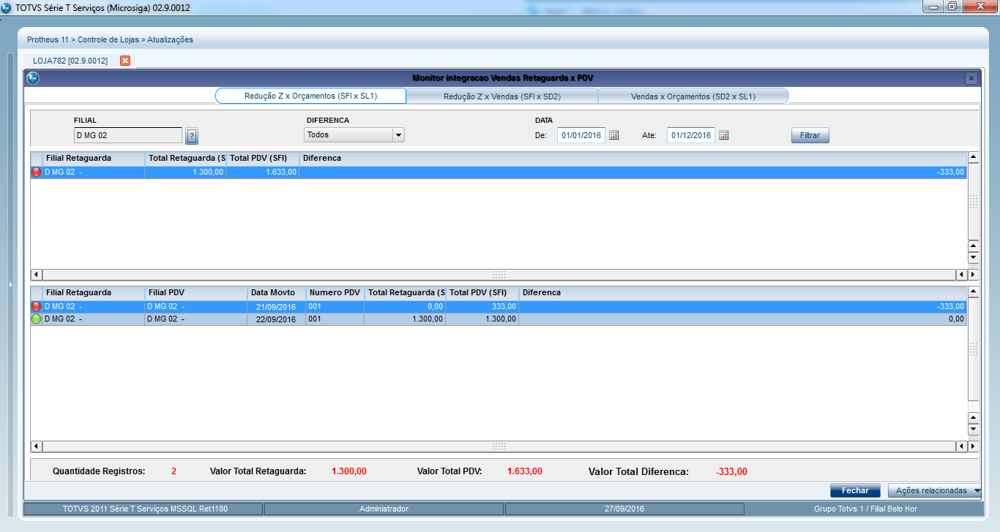 TOTVS Série T Serviços (Microsiga) 02.9.0012
Protheus 11 > Controle de Lojas > Atualizações
LOJA782 [02.9.0012]
Monitor integracao Vendas Retaguarda x PDV
Redução Z x Orçamentos (SFI x SL1) Redução Z x Vendas (SFI x SD2) Vendas x Orçamentos (SD2 x SL1)
FILIAL DIFERENCA DATA
D MG 02 ? Todos De: 01/01/2016 Ate: 01/12/2016 Filtrar
Filial Retaguarda Total Retaguarda (S Total PDV (SFI) Diferenca
D MG 02 - 1.300,00 1.633,00 -333,00
Filial Retaguarda Filial PDV Data Movto Numero PDV Total Retaguarda (S Total PDV (SFI) Diferenca
D MG 02 - D MG 02 - 21/09/2016 001 0,00 333,00 -333,00
D MG 02 - D MG 02 - 22/09/2016 001 1.300,00 1.300,00 0,00
Quantidade Registros: 2 Valor Total Retaguarda: 1.300,00 Valor Total PDV: 1.633,00 Valor Total Diferenca: -333,00
Fechar Ações relacionadas
TOTVS 2011 Série T Serviços MSSQL Ret1180 Administrador 27/09/2016 Grupo Totvs 1 / Filial Belo Hor